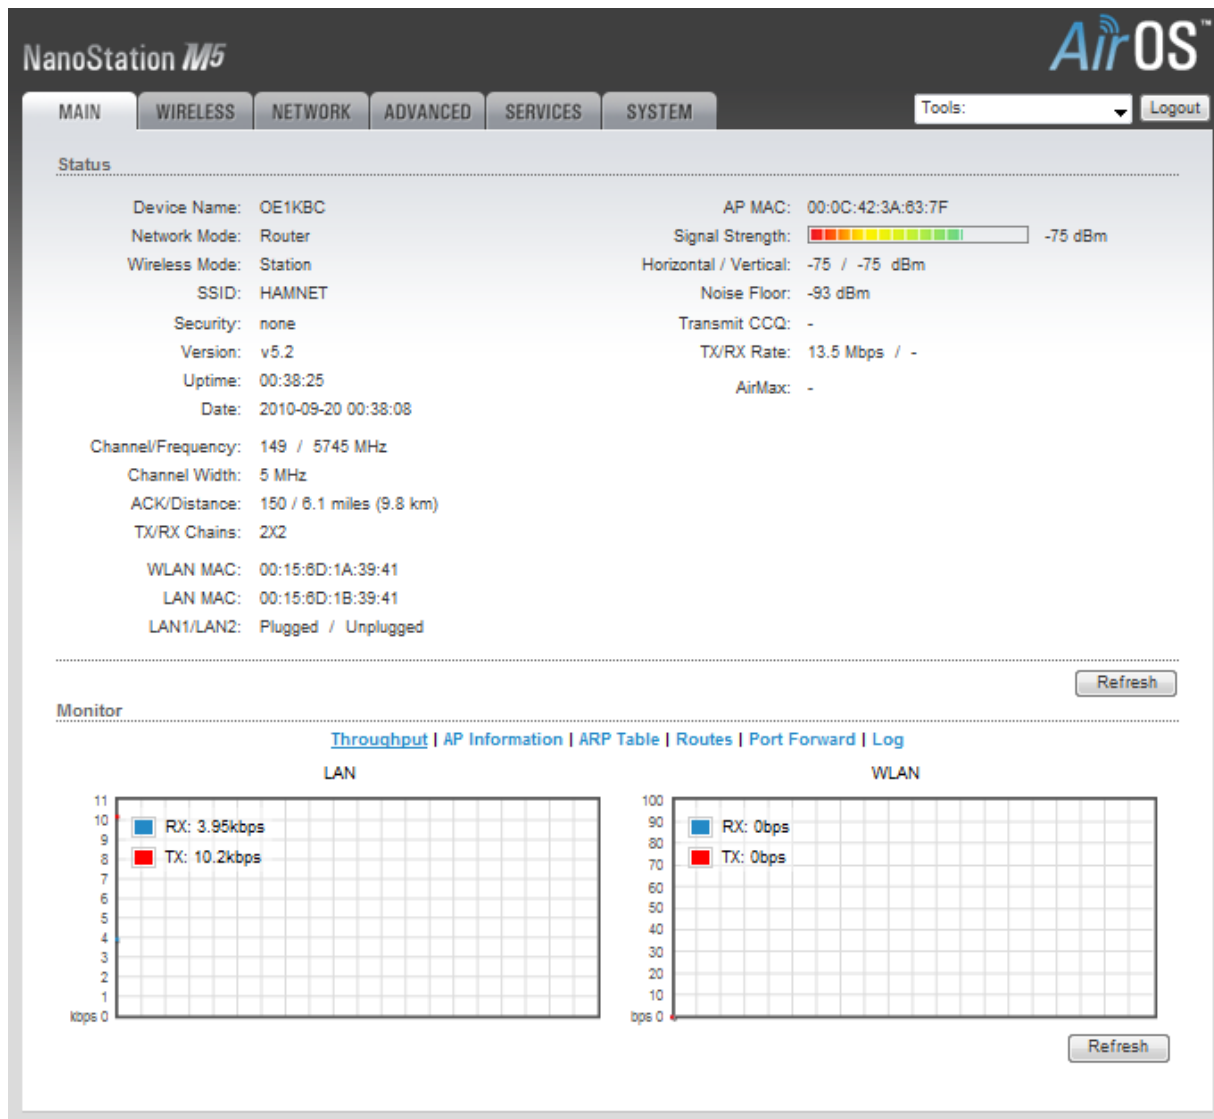 NanoStation M5
AirOS™
MAIN WIRELESS NETWORK ADVANCED SERVICES SYSTEM Tools: Logout
Status
Device Name: OE1KBC
Network Mode: Router
Wireless Mode: Station
SSID: HAMNET
Security: none
Version: v5.2
Uptime: 00:38:25
Date: 2010-09-20 00:38:08
Channel/Frequency: 149 / 5745 MHz
Channel Width: 5 MHz
ACK/Distance: 150 / 6.1 miles (9.8 km)
TX/RX Chains: 2X2
WLAN MAC: 00:15:6D:1A:39:41
LAN MAC: 00:15:6D:1B:39:41
LAN1/LAN2: Plugged / Unplugged
AP MAC: 00:0C:42:3A:63:7F
Signal Strength: -75 dBm
Horizontal / Vertical: -75 / -75 dBm
Noise Floor: -93 dBm
Transmit CCQ: -
TX/RX Rate: 13.5 Mbps / -
AirMax: -
Refresh
Monitor
Throughput | AP Information | ARP Table | Routes | Port Forward | Log
LAN
11
10
9
8
7
6
5
4
3
2
1
kbps 0
RX: 3.95kbps
TX: 10.2kbps
WLAN
100
90
80
70
60
50
40
30
20
10
bps 0
RX: 0bps
TX: 0bps
Refresh